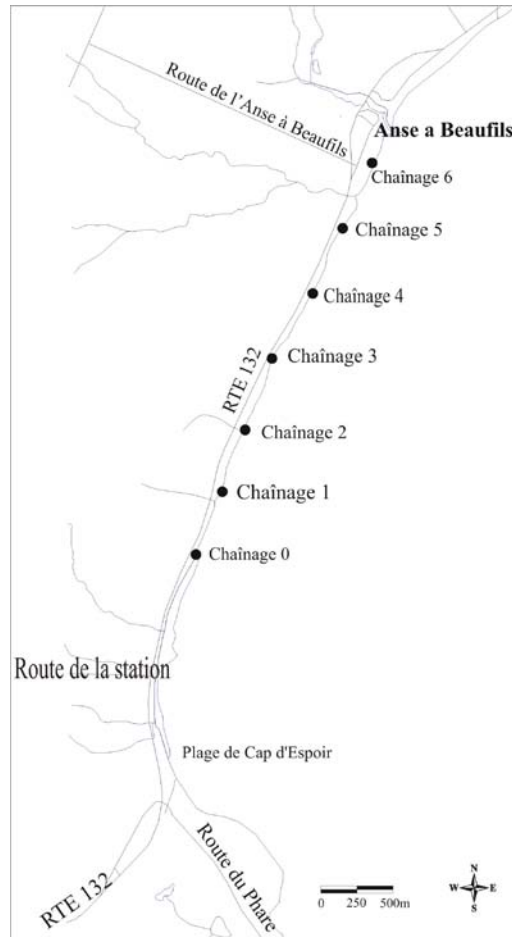 Route de l'Anse à Beaufils
Anse a Beaufils
Chaînage 6
Chaînage 5
Chaînage 4
RTE 132
Chaînage 3
Chaînage 2
Chaînage 1
Chaînage 0
Route de la station
Plage de Cap d'Espoir
RTE 132
Route du Phare
N
W E
S
0 250 500m